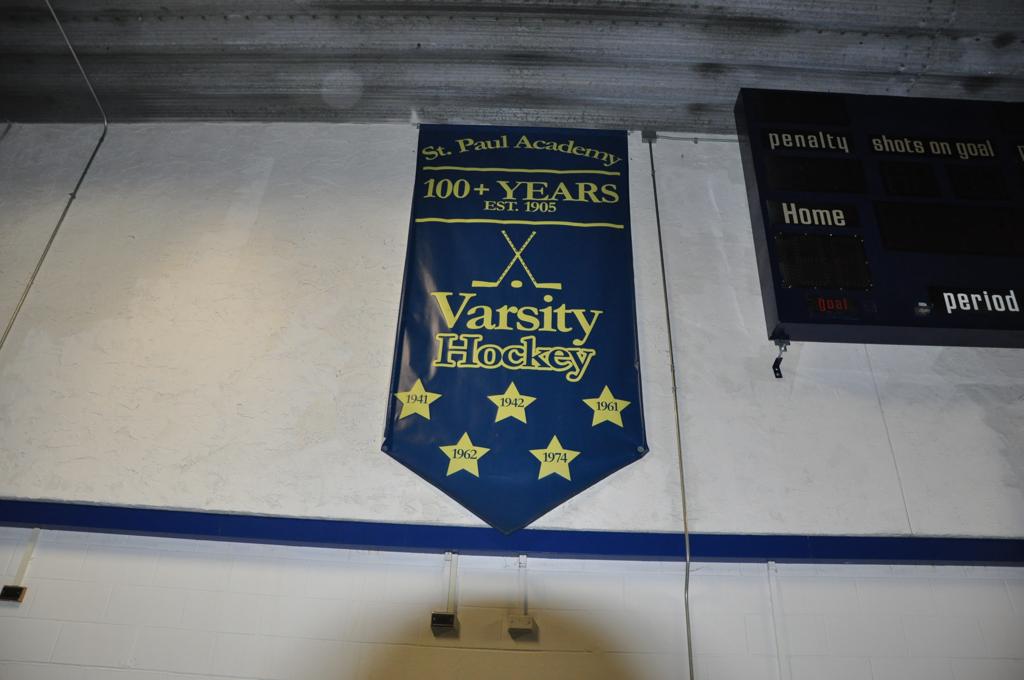 St. Paul Academy
100+ YEARS
EST. 1905
Varsity
Hockey
1941
1942
1961
1962
1974
penalty
shots on goal
Home
goal
period